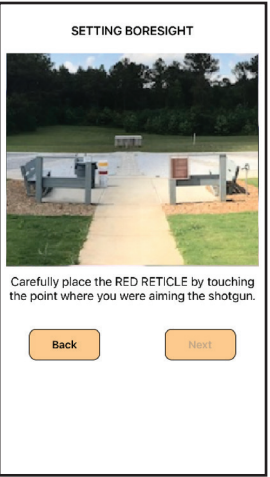 SETTING BORESIGHT
Carefully place the RED RETICLE by touching
the point where you were aiming the shotgun.
Back
Next